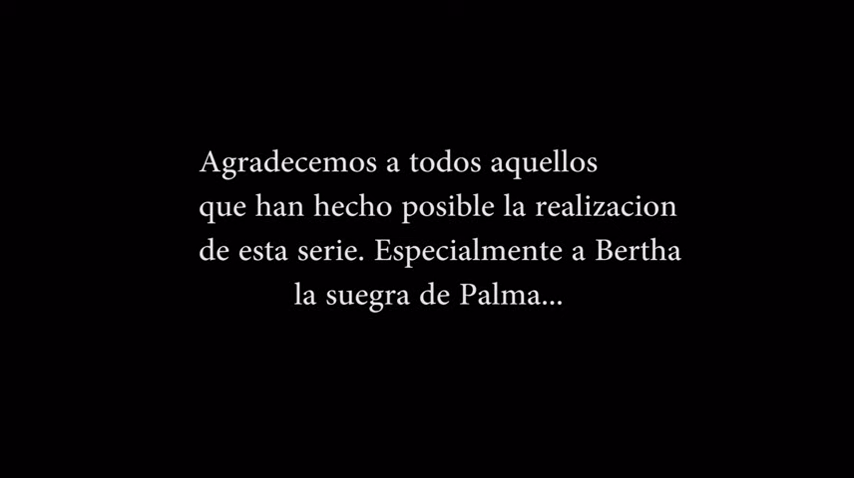 Agradecemos a todos aquellos
que han hecho posible la realizacion
de esta serie. Especialmente a Bertha
la suegra de Palma...